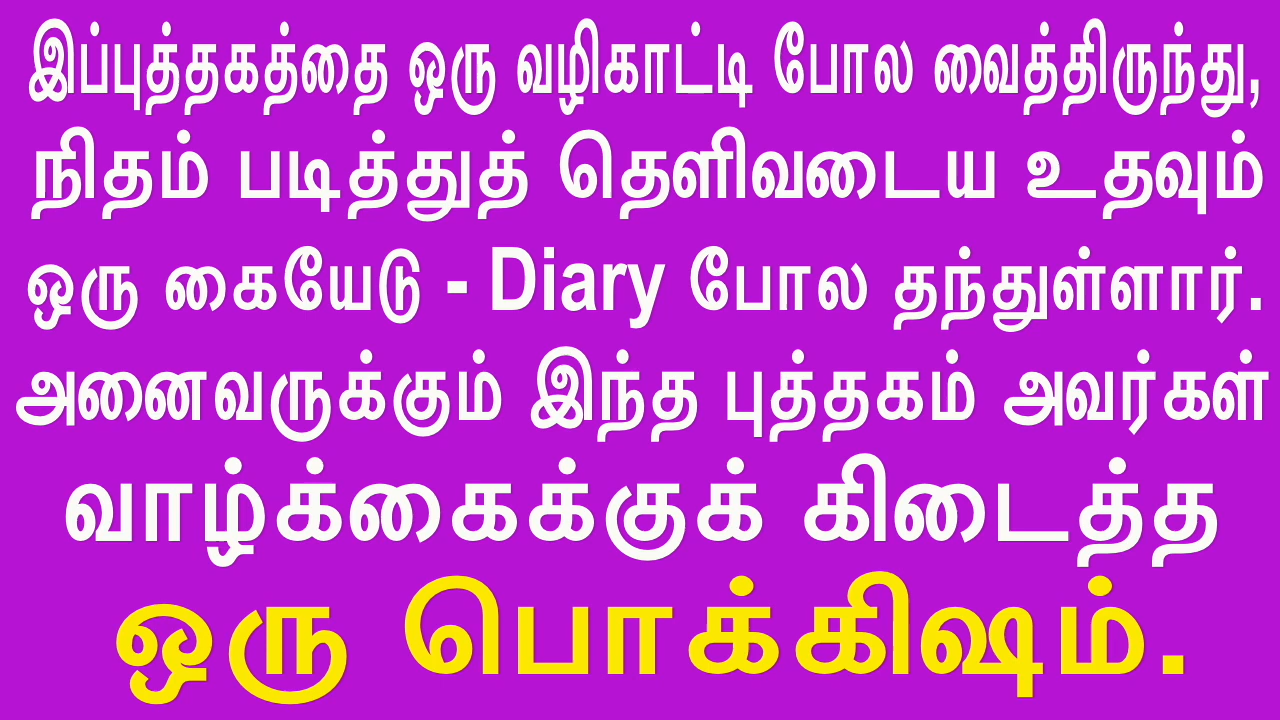 இப்புத்தகத்தை ஒரு வழிகாட்டி போல வைத்திருந்து,
நிதம் படித்துத் தெளிவடைய உதவும்
ஒரு கையேடு - Diary போல தந்துள்ளார்.
அனைவருக்கும் இந்த புத்தகம் அவர்கள்
வாழ்க்கைக்குக் கிடைத்த
ஒரு பொக்கிஷம்.